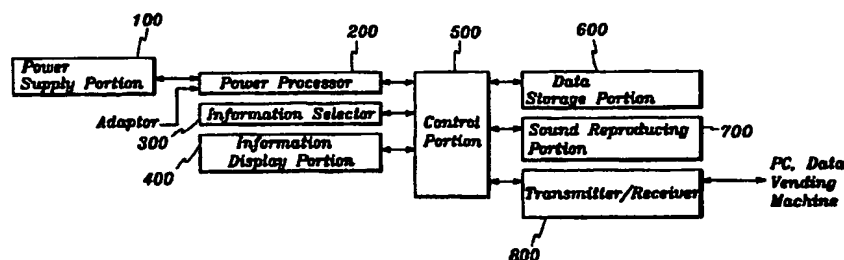 100
200
500
600
Power
Supply Portion
Power Processor
Data
Storage Portion
Adaptor
300
Information Selector
Control
Portion
Sound Reproducing
Portion
700
400
Information
Display Portion
Transmitter/Receiver
PC, Data
Vending
Machine
800